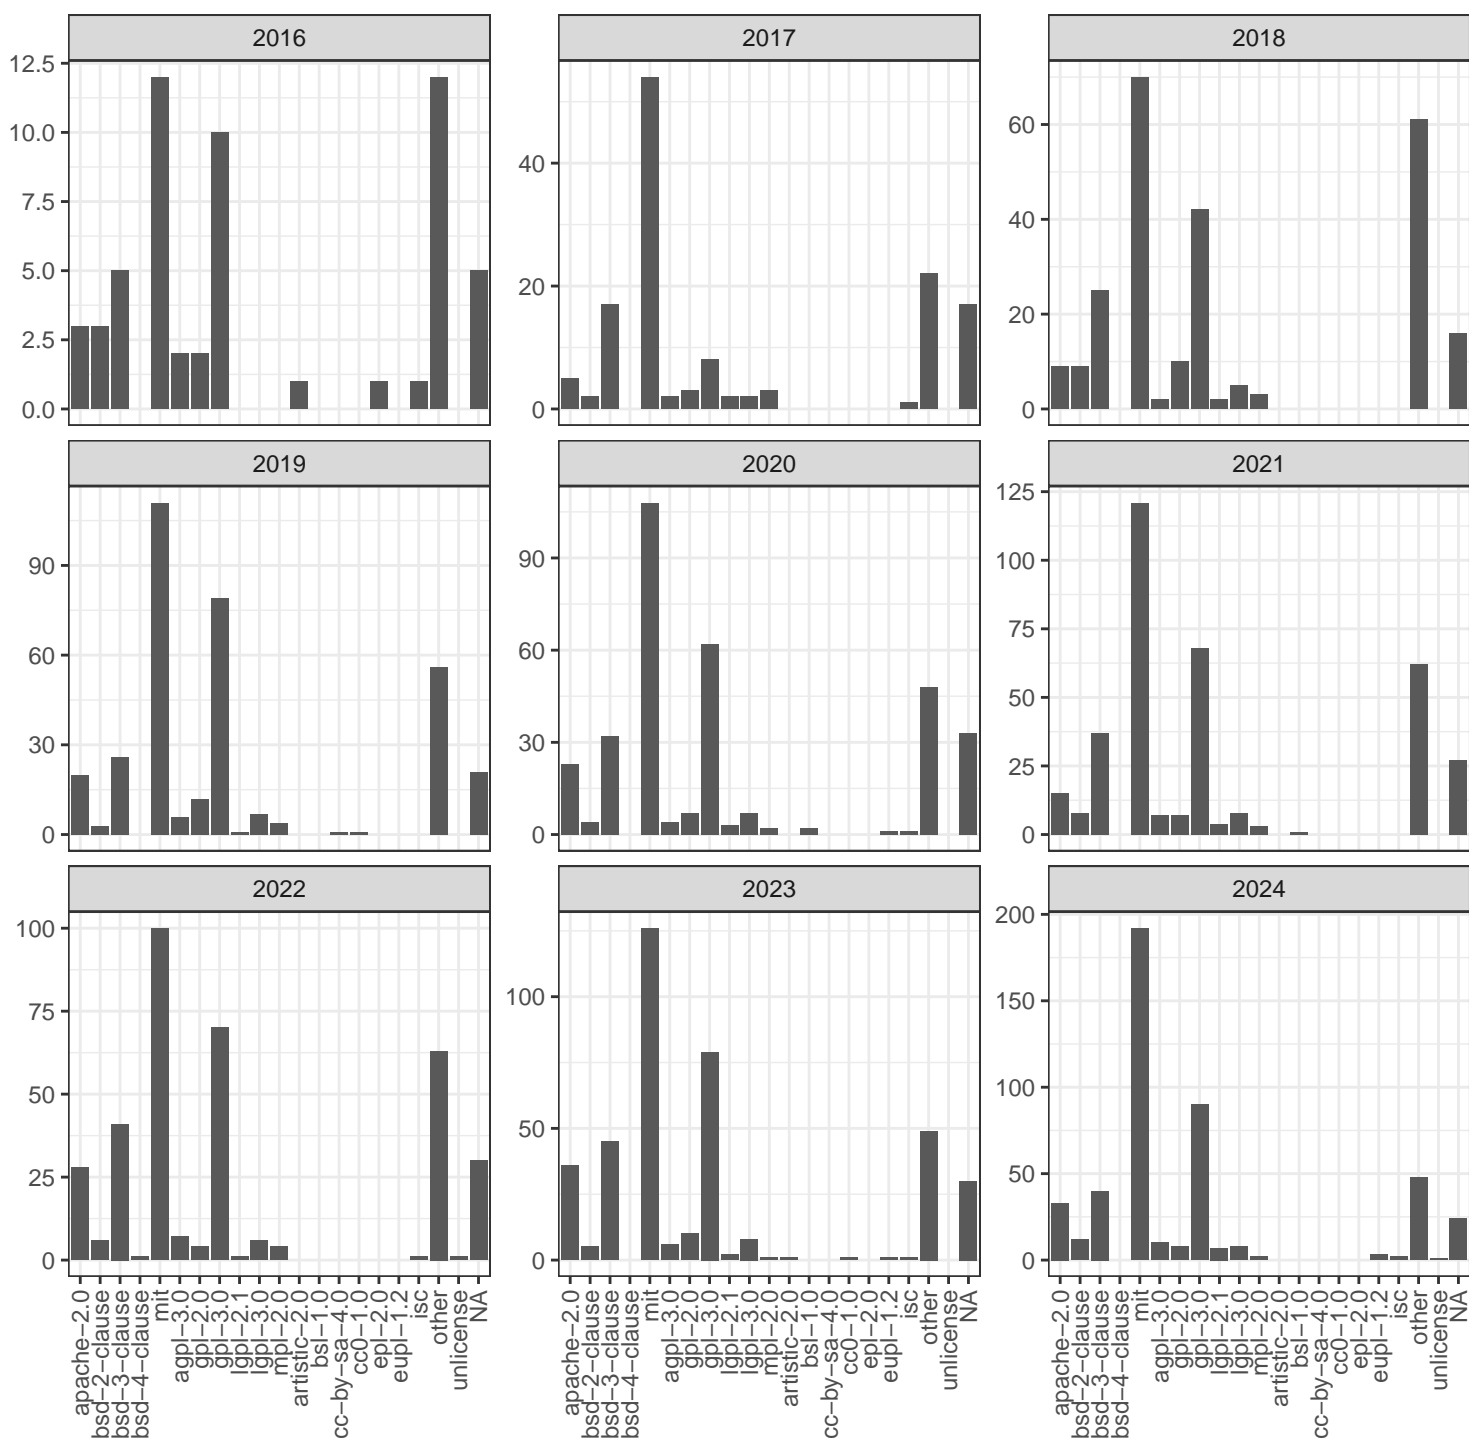 2016
2017
2018
12.5
10.0
7.5
5.0
2.5
0.0
40
20
0
60
40
20
0
2019
2020
2021
90
60
30
0
90
60
30
0
125
100
75
50
25
0
2022
2023
2024
100
75
50
25
0
100
50
0
200
150
100
50
0
apache-2.0
bsd-2-clause
bsd-3-clause
bsd-4-clause
mit
agpl-3.0
gpl-2.0
gpl-3.0
lgpl-2.1
lgpl-3.0
mpl-2.0
artistic-2.0
bsl-1.0
cc-by-sa-4.0
cc0-1.0
epl-2.0
eupl-1.2
isc
other
unlicense
NA
apache-2.0
bsd-2-clause
bsd-3-clause
bsd-4-clause
mit
agpl-3.0
gpl-2.0
gpl-3.0
lgpl-2.1
lgpl-3.0
mpl-2.0
artistic-2.0
bsl-1.0
cc-by-sa-4.0
cc0-1.0
epl-2.0
eupl-1.2
isc
other
unlicense
NA
apache-2.0
bsd-2-clause
bsd-3-clause
bsd-4-clause
mit
agpl-3.0
gpl-2.0
gpl-3.0
lgpl-2.1
lgpl-3.0
mpl-2.0
artistic-2.0
bsl-1.0
cc-by-sa-4.0
cc0-1.0
epl-2.0
eupl-1.2
isc
other
unlicense
NA